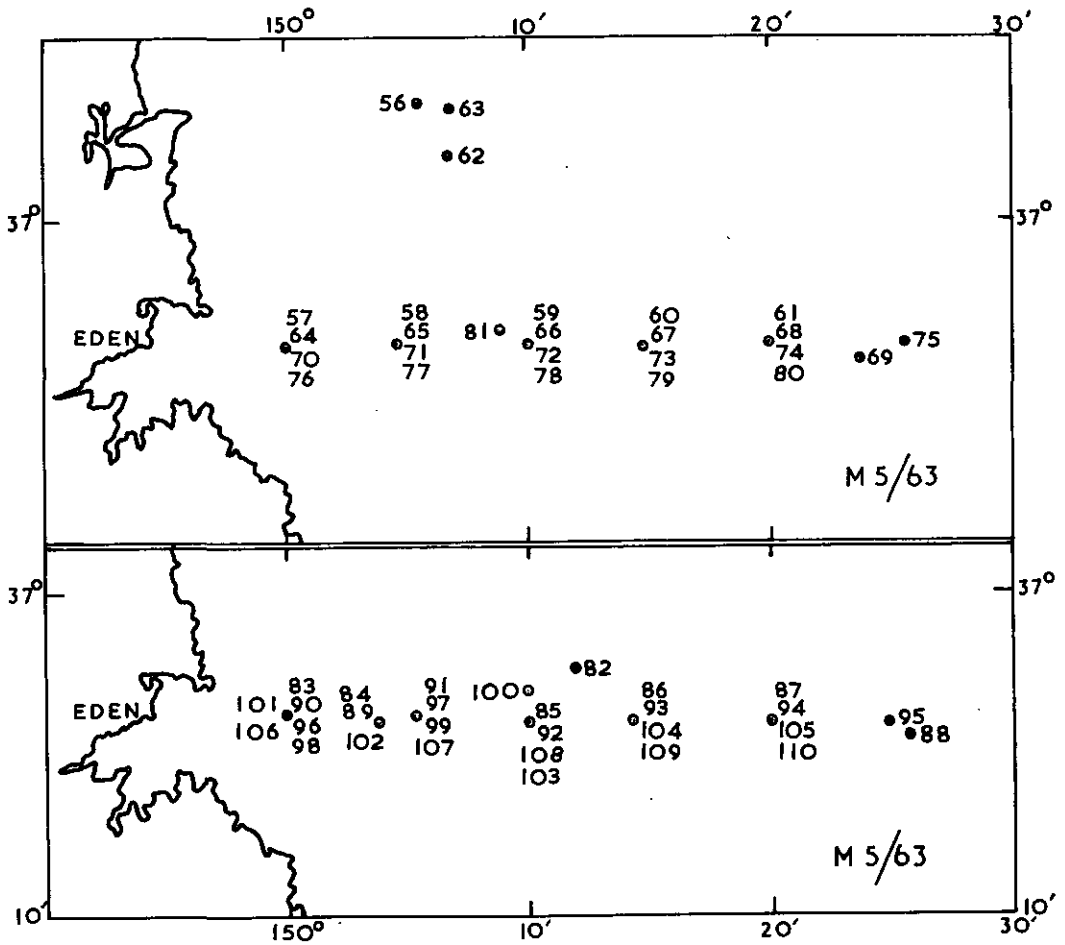 150° 10′ 20′ 30′
56 63
62
37° 37°
57 58 59 60 61
64 65 81 66 67 68 75
EDEN
70 71 72 73 74 69
76 77 78 79 80
M 5/63
37° 37°
82
83 84 91 100 86 87
101 90 89 97 85 93 94 95
EDEN
106 96 102 99 92 104 105 88
98 107 108 109 110
103
M 5/63
10′ 10′
150° 10′ 20′ 30′